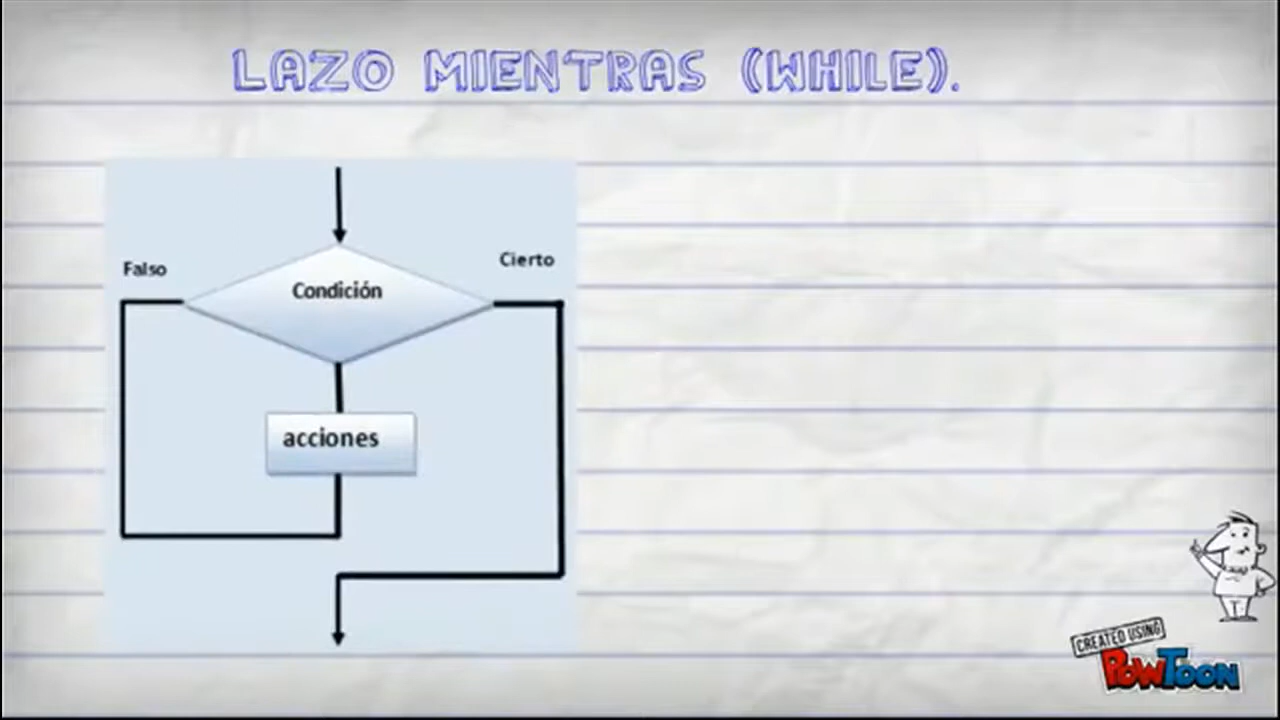 LAZO MIENTRAS (WHILE).
Falso
Cierto
Condición
acciones
CREATED USING
POWTOON